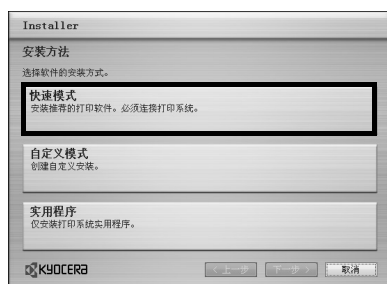 Installer
安装方法
选择软件的安装方式。
快速模式
安装推荐的打印软件。必须连接打印系统。
自定义模式
创建自定义安装。
实用程序
仅安装打印系统实用程序。
KYOCERA
< 上一步
下一步 >
取消